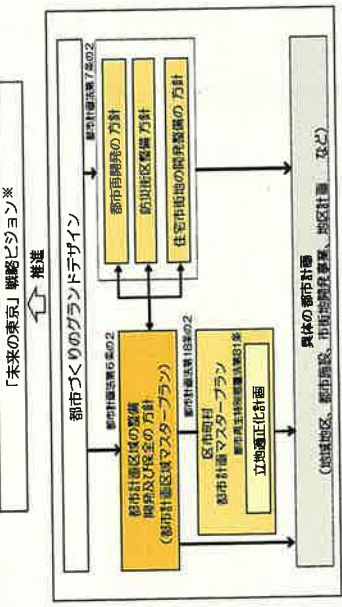 「未来の東京」戦略ビジョン※
推進
都市づくりのグランドデザイン
都市計画法第6条の2
都市計画法第7条の2
都市計画区域の整備
開発及び保全の方針
(都市計画区域マスタープラン)
都市再開発の方針
防災街区整備方針
住宅市街地の開発整備の方針
都市計画法第18条の2
区市町村
都市計画マスタープラン
都市再生特別措置法第81条
立地適正化計画
具体の都市計画
(地域地区、都市施設、市街地開発事業、地区計画 など)